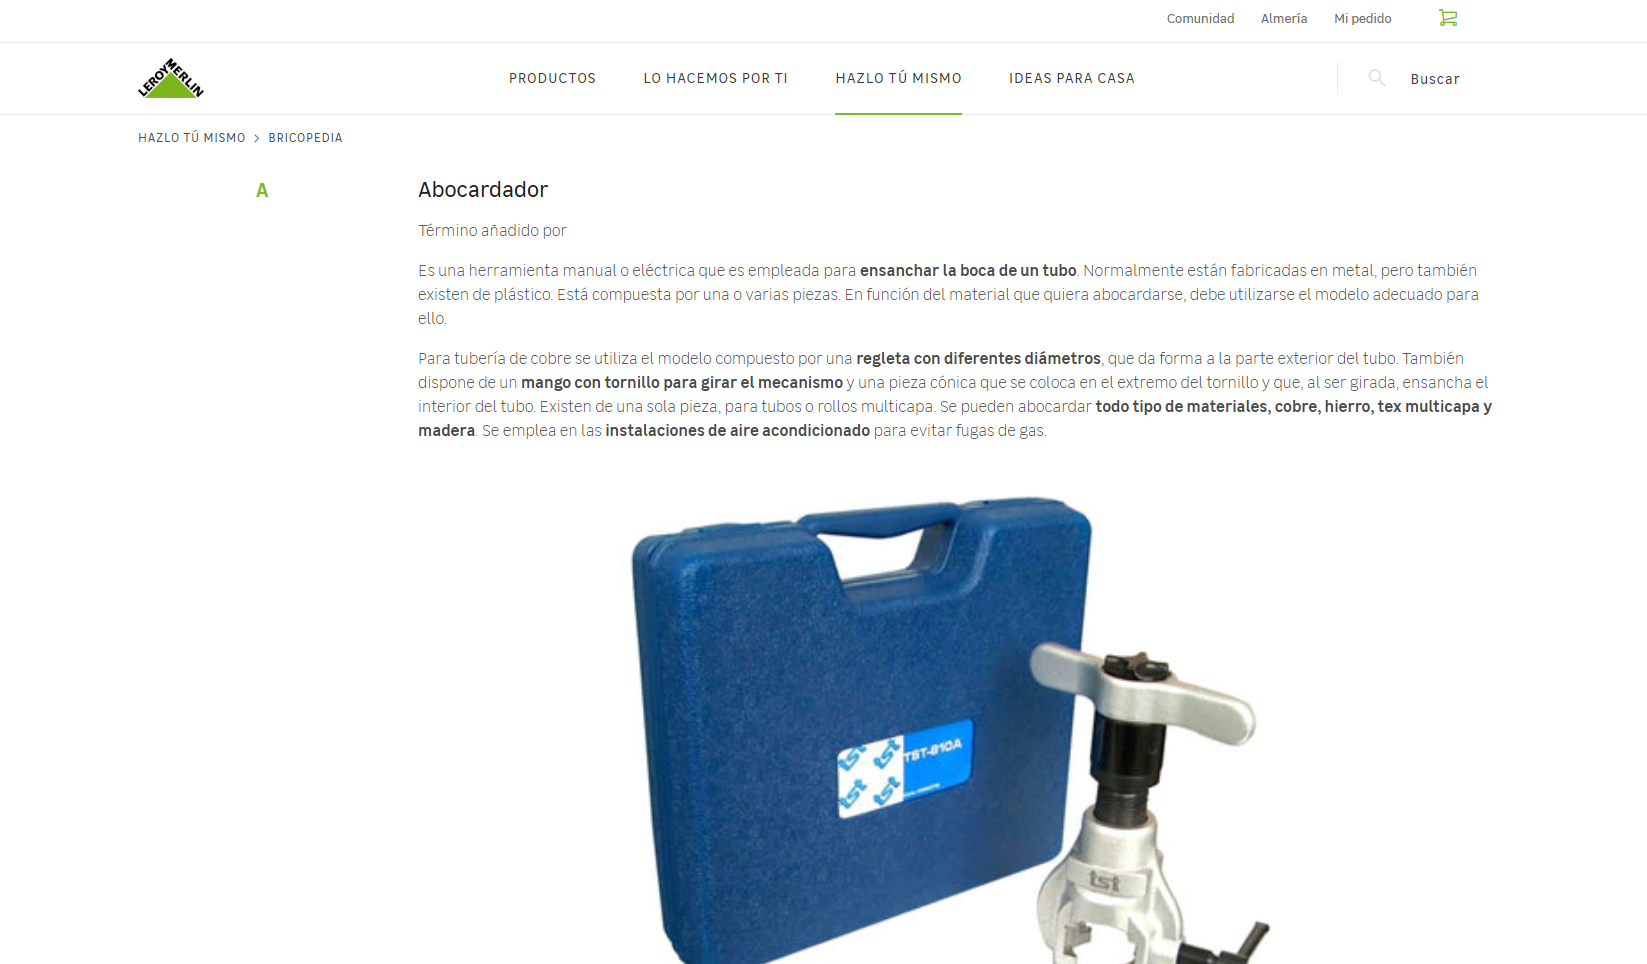 Comunidad Almería Mi pedido
LEROY MERLIN
PRODUCTOS LO HACEMOS POR TI HAZLO TÚ MISMO IDEAS PARA CASA Buscar
HAZLO TÚ MISMO > BRICOPEDIA
A
Abocardador
Término añadido por
Es una herramienta manual o eléctrica que es empleada para ensanchar la boca de un tubo. Normalmente están fabricadas en metal, pero también
existen de plástico. Está compuesta por una o varias piezas. En función del material que quiera abocardarse, debe utilizarse el modelo adecuado para
ello.
Para tubería de cobre se utiliza el modelo compuesto por una regleta con diferentes diámetros, que da forma a la parte exterior del tubo. También
dispone de un mango con tornillo para girar el mecanismo y una pieza cónica que se coloca en el extremo del tornillo y que, al ser girada, ensancha el
interior del tubo. Existen de una sola pieza, para tubos o rollos multicapa. Se pueden abocardar todo tipo de materiales, cobre, hierro, tex multicapa y
madera. Se emplea en las instalaciones de aire acondicionado para evitar fugas de gas.
tst tst TST-810A
tst tst
tst